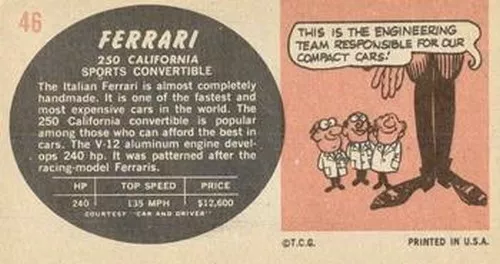 46
FERRARI
250 CALIFORNIA
SPORTS CONVERTIBLE
The Italian Ferrari is almost completely
handmade. It is one of the fastest and
most expensive cars in the world. The
250 California convertible is popular
among those who can afford the best in
cars. The V-12 aluminum engine devel-
ops 240 hp. It was patterned after the
racing-model Ferraris.
HP TOP SPEED PRICE
240 135 MPH $12,600
COURTESY "CAR AND DRIVER"
THIS IS THE ENGINEERING
TEAM RESPONSIBLE FOR OUR
COMPACT CARS!
©T.C.G. PRINTED IN U.S.A.